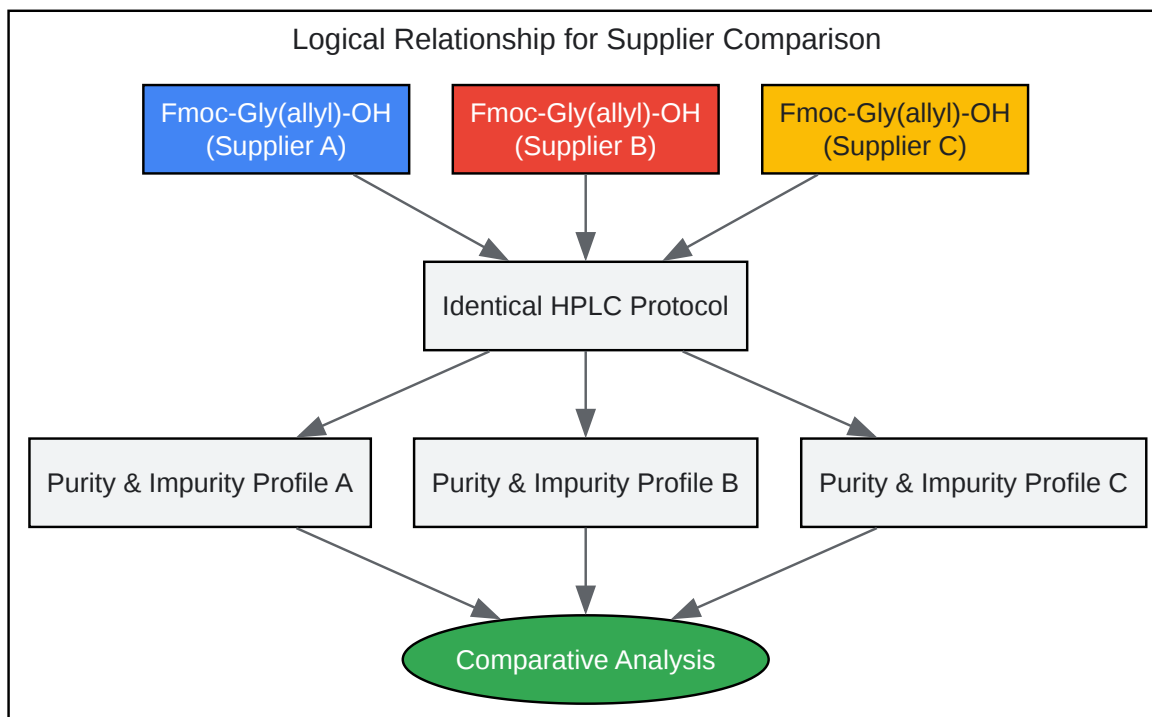 Logical Relationship for Supplier Comparison
Fmoc-Gly(allyl)-OH
(Supplier A)
Fmoc-Gly(allyl)-OH
(Supplier B)
Fmoc-Gly(allyl)-OH
(Supplier C)
Identical HPLC Protocol
Purity & Impurity Profile A
Purity & Impurity Profile B
Purity & Impurity Profile C
Comparative Analysis